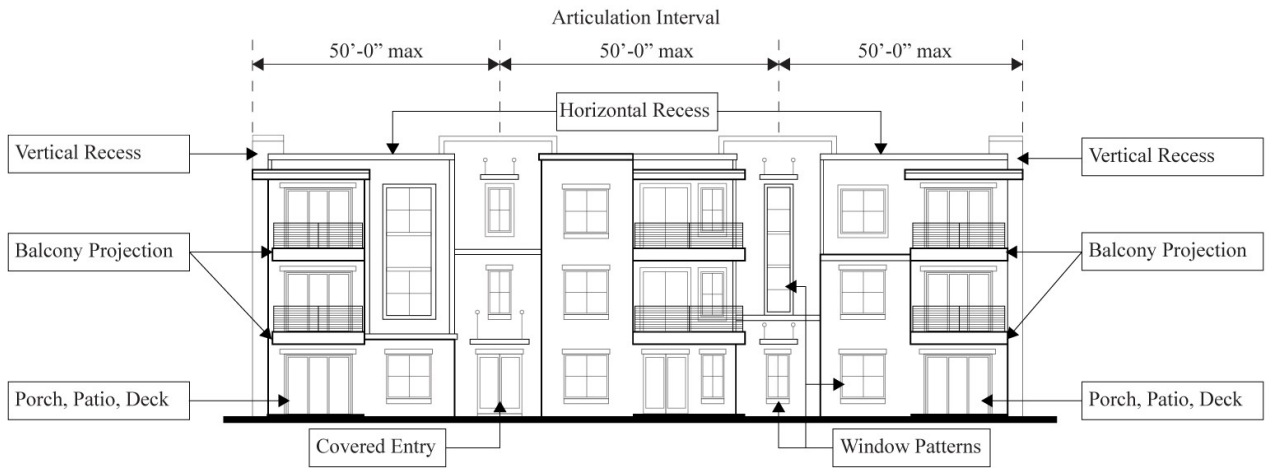 Articulation Interval
50’-0” max
50’-0” max
50’-0” max
Horizontal Recess
Vertical Recess
Vertical Recess
Balcony Projection
Balcony Projection
Porch, Patio, Deck
Porch, Patio, Deck
Covered Entry
Window Patterns